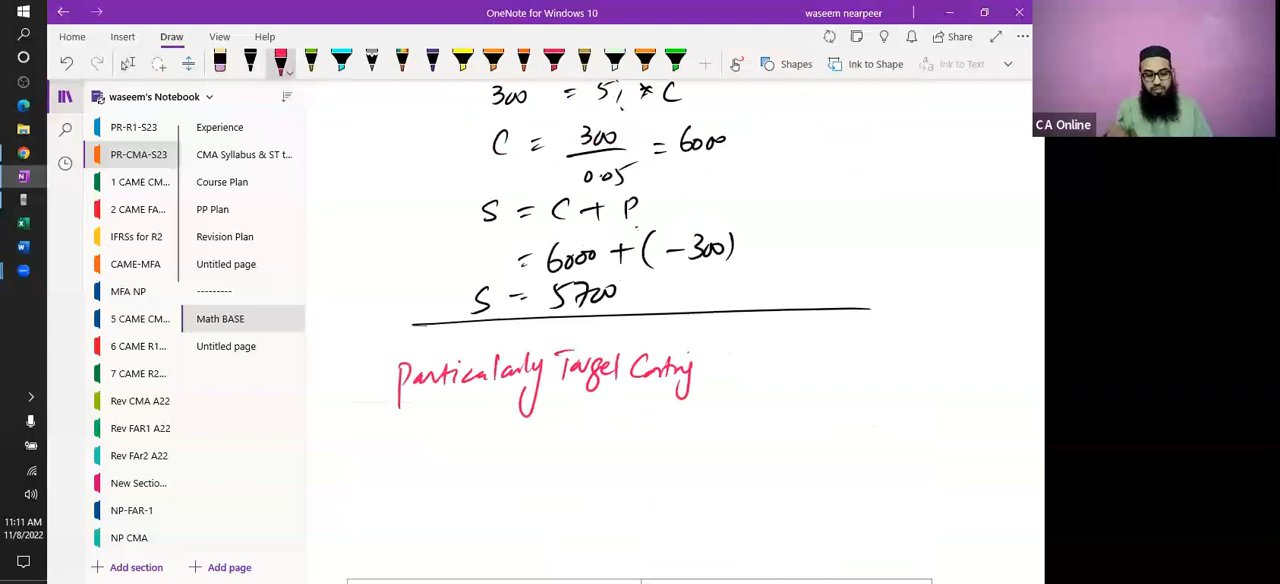 OneNote for Windows 10
waseem nearpeer
Home Insert Draw View Help
Share
Shapes Ink to Shape Ink to Text
waseem's Notebook
PR-R1-S23
PR-CMA-S23
1 CAME CM...
2 CAME FA...
IFRSs for R2
CAME-MFA
MFA NP
5 CAME CM...
6 CAME R1...
7 CAME R2...
Rev CMA A22
Rev FAR1 A22
Rev FAr2 A22
New Sectio...
NP-FAR-1
NP CMA
Add section
Experience
CMA Syllabus & ST t...
Course Plan
PP Plan
Revision Plan
Untitled page
---------
Math BASE
Untitled page
Add page
300 = 5% * C
C = 300 / 0.05 = 6000
S = C + P
= 6000 + (-300)
S = 5700
Particularly Target Costing
CA Online
11:11 AM
11/8/2022